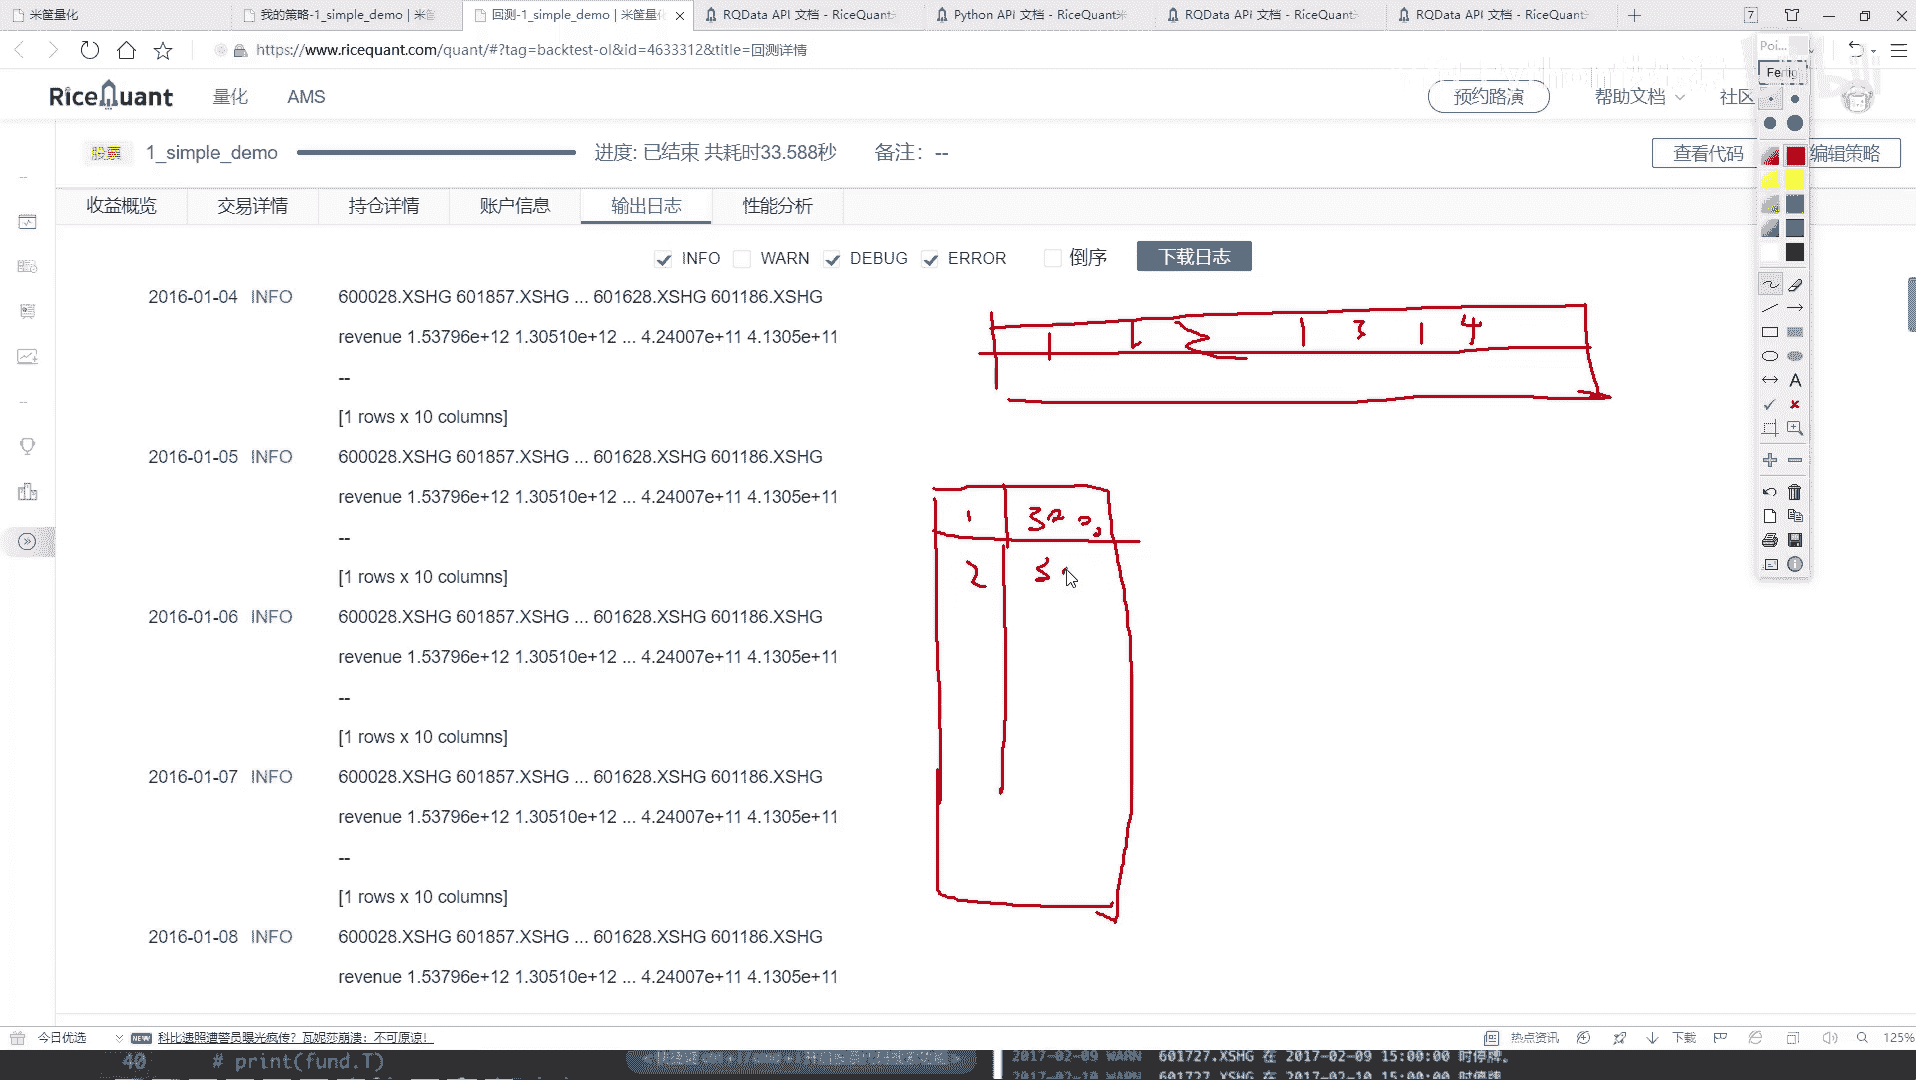 米筐量化
我的策略-1_simple_demo | 米筐
回测-1_simple_demo | 米筐量化
RQData API 文档 - RiceQuant
Python API 文档 - RiceQuant米
RQData API 文档 - RiceQuant
RQData API 文档 - RiceQuant
7
https://www.ricequant.com/quant/#?tag=backtest-ol&id=4633312&title=回测详情
Poi...
Fertig
RiceQuant
量化
AMS
预约路演
帮助文档
社区
股票
1_simple_demo
进度: 已结束 共耗时33.588秒
备注：--
查看代码
编辑策略
收益概览
交易详情
持仓详情
账户信息
输出日志
性能分析
INFO
WARN
DEBUG
ERROR
倒序
下载日志
2016-01-04 INFO 600028.XSHG 601857.XSHG ... 601628.XSHG 601186.XSHG
revenue 1.53796e+12 1.30510e+12 ... 4.24007e+11 4.1305e+11
--
[1 rows x 10 columns]
2016-01-05 INFO 600028.XSHG 601857.XSHG ... 601628.XSHG 601186.XSHG
revenue 1.53796e+12 1.30510e+12 ... 4.24007e+11 4.1305e+11
--
[1 rows x 10 columns]
2016-01-06 INFO 600028.XSHG 601857.XSHG ... 601628.XSHG 601186.XSHG
revenue 1.53796e+12 1.30510e+12 ... 4.24007e+11 4.1305e+11
--
[1 rows x 10 columns]
2016-01-07 INFO 600028.XSHG 601857.XSHG ... 601628.XSHG 601186.XSHG
revenue 1.53796e+12 1.30510e+12 ... 4.24007e+11 4.1305e+11
--
[1 rows x 10 columns]
2016-01-08 INFO 600028.XSHG 601857.XSHG ... 601628.XSHG 601186.XSHG
revenue 1.53796e+12 1.30510e+12 ... 4.24007e+11 4.1305e+11
1 2 3 4
1
2
今日优选
NEW
科比遗照遭警员曝光疯传？瓦妮莎崩溃：不可原谅！
热点资讯
下载
125%
40 # print(fund.T)
2017-02-09 WARN 601727.XSHG 在 2017-02-09 15:00:00 时停牌。
2017-02-10 WARN 601727.XSHG 在 2017-02-10 15:00:00 时停牌。